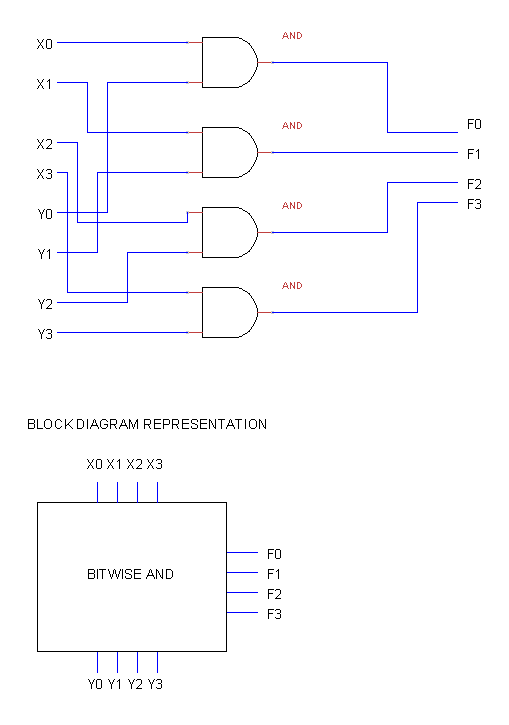 X0
AND
X1
F0
AND
X2
F1
X3
F2
AND
F3
Y0
Y1
AND
Y2
Y3
BLOCK DIAGRAM REPRESENTATION
X0 X1 X2 X3
F0
BITWISE AND
F1
F2
F3
Y0 Y1 Y2 Y3